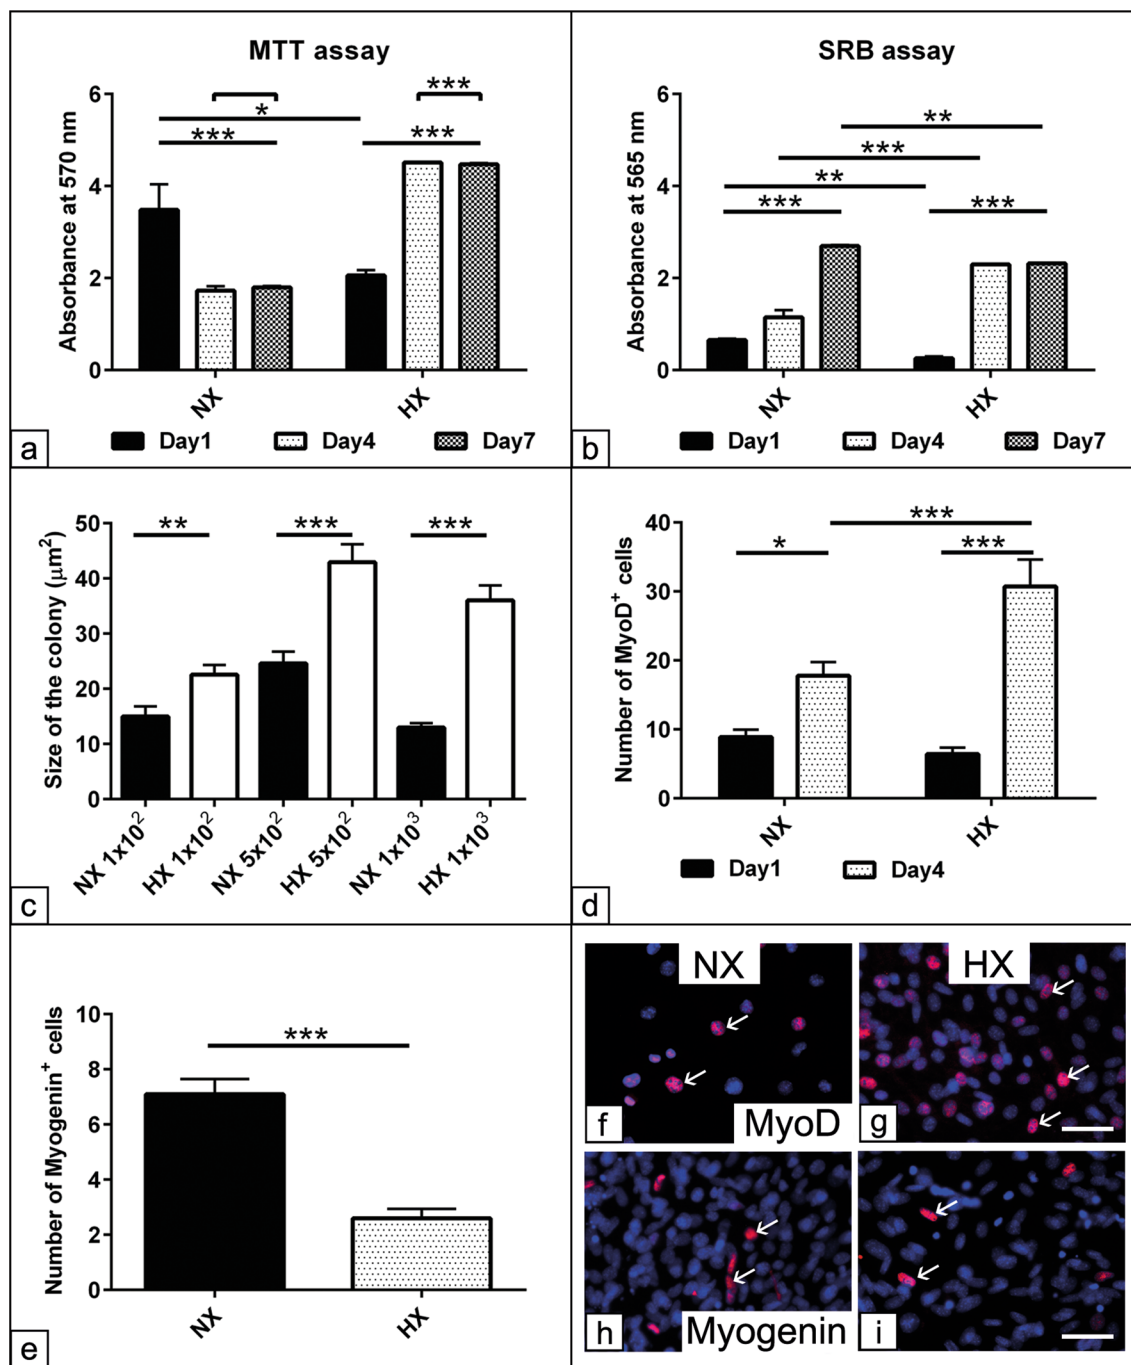 MTT assay
Absorbance at 570 nm
6
4
2
0
***
*
***
***
NX
HX
Day1
Day4
Day7
a
SRB assay
Absorbance at 565 nm
6
4
2
0
**
***
**
***
***
NX
HX
Day1
Day4
Day7
b
Size of the colony (μm²)
50
40
30
20
10
0
**
***
***
NX 1x10²
HX 1x10²
NX 5x10²
HX 5x10²
NX 1x10³
HX 1x10³
c
Number of MyoD⁺ cells
40
30
20
10
0
***
*
***
NX
HX
Day1
Day4
d
Number of Myogenin⁺ cells
10
8
6
4
2
0
***
NX
HX
e
NX
HX
f
MyoD
g
h
Myogenin
i